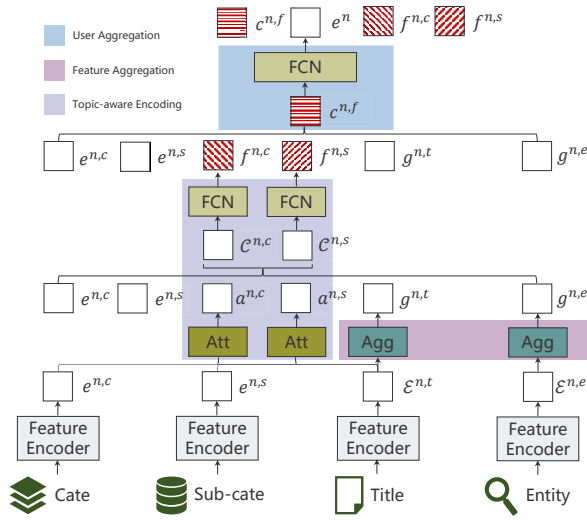 c^{n,f} e^n f^{n,c} f^{n,s}
User Aggregation
FCN
Feature Aggregation
Topic-aware Encoding
c^{n,f}
e^{n,c} e^{n,s} f^{n,c} f^{n,s} g^{n,t} g^{n,e}
FCN FCN
C^{n,c} C^{n,s}
e^{n,c} e^{n,s} a^{n,c} a^{n,s} g^{n,t} g^{n,e}
Att Att Agg Agg
e^{n,c} e^{n,s} ℰ^{n,t} ℰ^{n,e}
Feature Feature Feature Feature
Encoder Encoder Encoder Encoder
Cate Sub-cate Title Entity